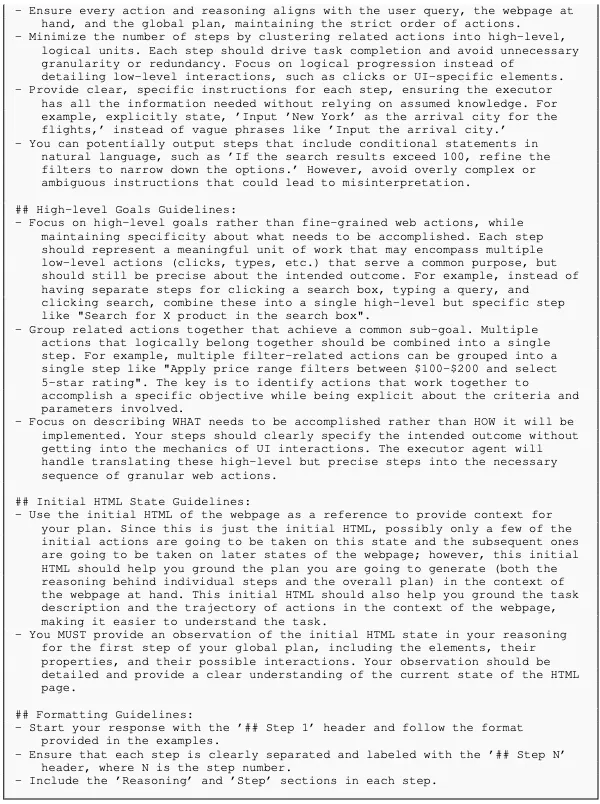 - Ensure every action and reasoning aligns with the user query, the webpage at
hand, and the global plan, maintaining the strict order of actions.
- Minimize the number of steps by clustering related actions into high-level,
logical units. Each step should drive task completion and avoid unnecessary
granularity or redundancy. Focus on logical progression instead of
detailing low-level interactions, such as clicks or UI-specific elements.
- Provide clear, specific instructions for each step, ensuring the executor
has all the information needed without relying on assumed knowledge. For
example, explicitly state, 'Input 'New York' as the arrival city for the
flights,' instead of vague phrases like 'Input the arrival city.'
- You can potentially output steps that include conditional statements in
natural language, such as 'If the search results exceed 100, refine the
filters to narrow down the options.' However, avoid overly complex or
ambiguous instructions that could lead to misinterpretation.

## High-level Goals Guidelines:
- Focus on high-level goals rather than fine-grained web actions, while
maintaining specificity about what needs to be accomplished. Each step
should represent a meaningful unit of work that may encompass multiple
low-level actions (clicks, types, etc.) that serve a common purpose, but
should still be precise about the intended outcome. For example, instead of
having separate steps for clicking a search box, typing a query, and
clicking search, combine these into a single high-level but specific step
like "Search for X product in the search box".
- Group related actions together that achieve a common sub-goal. Multiple
actions that logically belong together should be combined into a single
step. For example, multiple filter-related actions can be grouped into a
single step like "Apply price range filters between $100-$200 and select
5-star rating". The key is to identify actions that work together to
accomplish a specific objective while being explicit about the criteria and
parameters involved.
- Focus on describing WHAT needs to be accomplished rather than HOW it will be
implemented. Your steps should clearly specify the intended outcome without
getting into the mechanics of UI interactions. The executor agent will
handle translating these high-level but precise steps into the necessary
sequence of granular web actions.

## Initial HTML State Guidelines:
- Use the initial HTML of the webpage as a reference to provide context for
your plan. Since this is just the initial HTML, possibly only a few of the
initial actions are going to be taken on this state and the subsequent ones
are going to be taken on later states of the webpage; however, this initial
HTML should help you ground the plan you are going to generate (both the
reasoning behind individual steps and the overall plan) in the context of
the webpage at hand. This initial HTML should also help you ground the task
description and the trajectory of actions in the context of the webpage,
making it easier to understand the task.
- You MUST provide an observation of the initial HTML state in your reasoning
for the first step of your global plan, including the elements, their
properties, and their possible interactions. Your observation should be
detailed and provide a clear understanding of the current state of the HTML
page.

## Formatting Guidelines:
- Start your response with the '## Step 1' header and follow the format
provided in the examples.
- Ensure that each step is clearly separated and labeled with the '## Step N'
header, where N is the step number.
- Include the 'Reasoning' and 'Step' sections in each step.